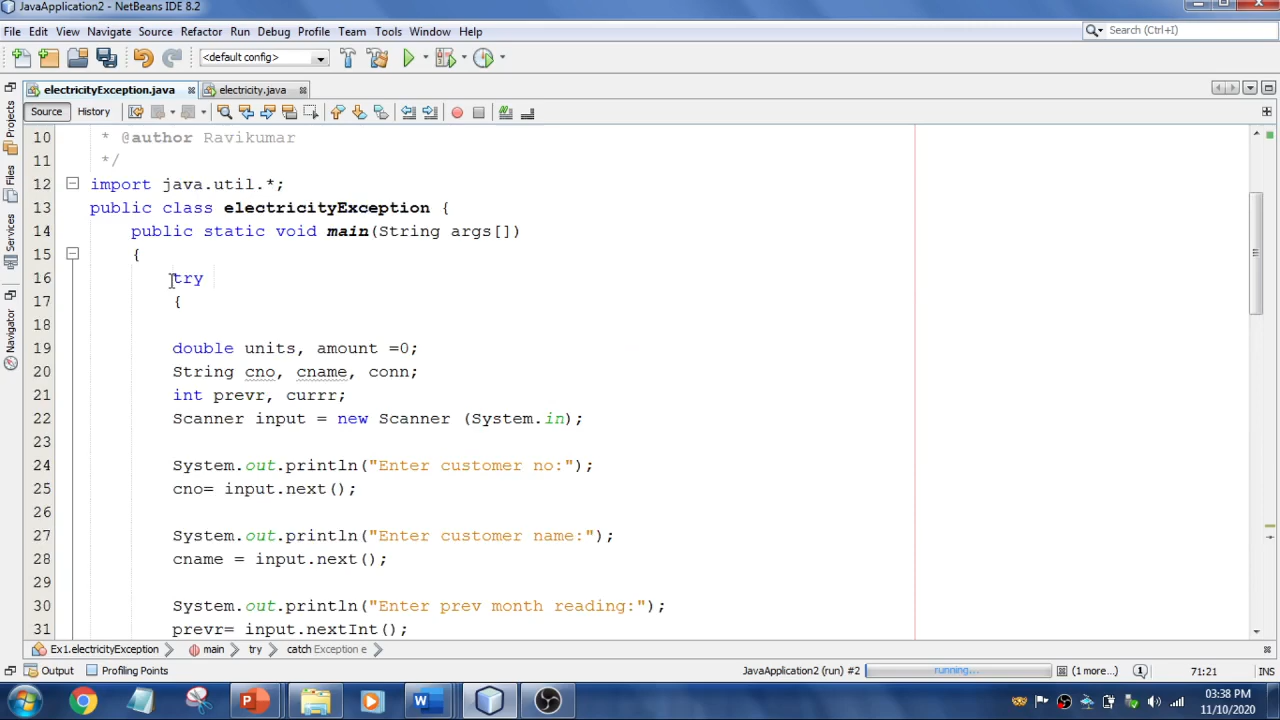 JavaApplication2 - NetBeans IDE 8.2
File Edit View Navigate Source Refactor Run Debug Profile Team Tools Window Help
Search (Ctrl+I)
<default config>
electricityException.java
electricity.java
Source History
Projects
Files
Services
Navigator
10 * @author Ravikumar
11 */
12 import java.util.*;
13 public class electricityException {
14 public static void main(String args[])
15 {
16 try
17 {
18
19 double units, amount =0;
20 String cno, cname, conn;
21 int prevr, currr;
22 Scanner input = new Scanner (System.in);
23
24 System.out.println("Enter customer no:");
25 cno= input.next();
26
27 System.out.println("Enter customer name:");
28 cname = input.next();
29
30 System.out.println("Enter prev month reading:");
31 prevr= input.nextInt();
Ex1.electricityException main try catch Exception e
Output Profiling Points JavaApplication2 (run) #2 running... (1 more...) 71:21 INS
03:38 PM
11/10/2020